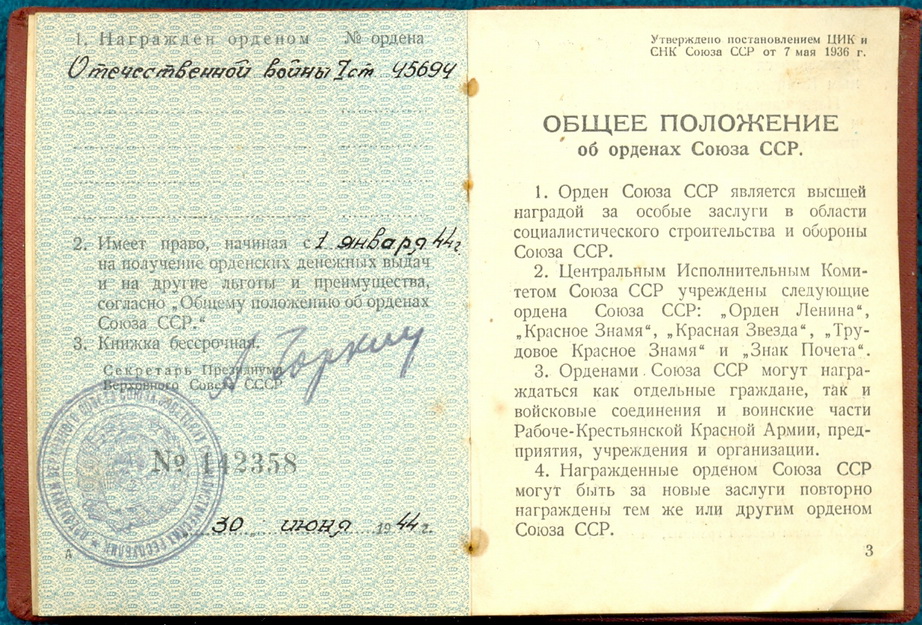 1. Награжден орденом № ордена
Отечественной войны I ст 45694
2. Имеет право, начиная с 1 января 44 г.
на получение орденских денежных выдач
и на другие льготы и преимущества,
согласно „Общему положению об орденах
Союза ССР.“
3. Книжка бессрочная.
А Горкин
Секретарь Президиума
Верховного Совета СССР
№ 142358
30 июня 1944 г.
А
Утверждено постановлением ЦИК и
СНК Союза ССР от 7 мая 1936 г.
ОБЩЕЕ ПОЛОЖЕНИЕ
об орденах Союза ССР.
1. Орден Союза ССР является высшей
наградой за особые заслуги в области
социалистического строительства и обороны
Союза ССР.
2. Центральным Исполнительным Коми-
тетом Союза ССР учреждены следующие
ордена Союза ССР: „Орден Ленина“,
„Красное Знамя“, „Красная Звезда“, „Тру-
довое Красное Знамя“ и „Знак Почета“.
3. Орденами Союза ССР могут награ-
ждаться как отдельные граждане, так и
войсковые соединения и воинские части
Рабоче-Крестьянской Красной Армии, пред-
приятия, учреждения и организации.
4. Награжденные орденом Союза ССР
могут быть за новые заслуги повторно
награждены тем же или другим орденом
Союза ССР.
3